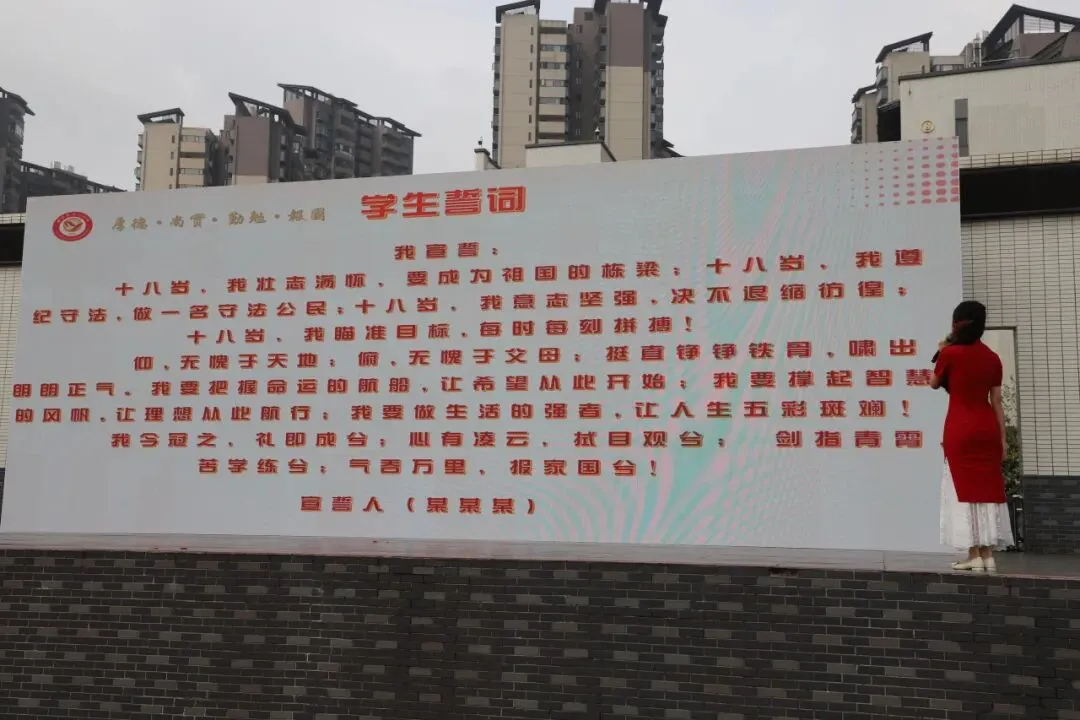 厚德·尚贤·勤勉·报国
学生誓词
我宣誓：
十八岁、我壮志满怀，要成为祖国的栋梁；十八岁、我遵
纪守法，做一名守法公民；十八岁、我意志坚强，决不退缩彷徨；
十八岁、我瞄准目标，每时每刻拼搏！
仰，无愧于天地；俯，无愧于父母；挺直铮铮铁骨，啸出
朗朗正气。我要把握命运的航船，让希望从此开始；我要撑起智慧
的风帆，让理想从此航行；我要做生活的强者，让人生五彩斑斓！
我今冠之、礼即成兮；心有凌云、拭目观兮； 剑指青霄
苦学练兮；气吞万里、报家国兮！
宣誓人（某某某）